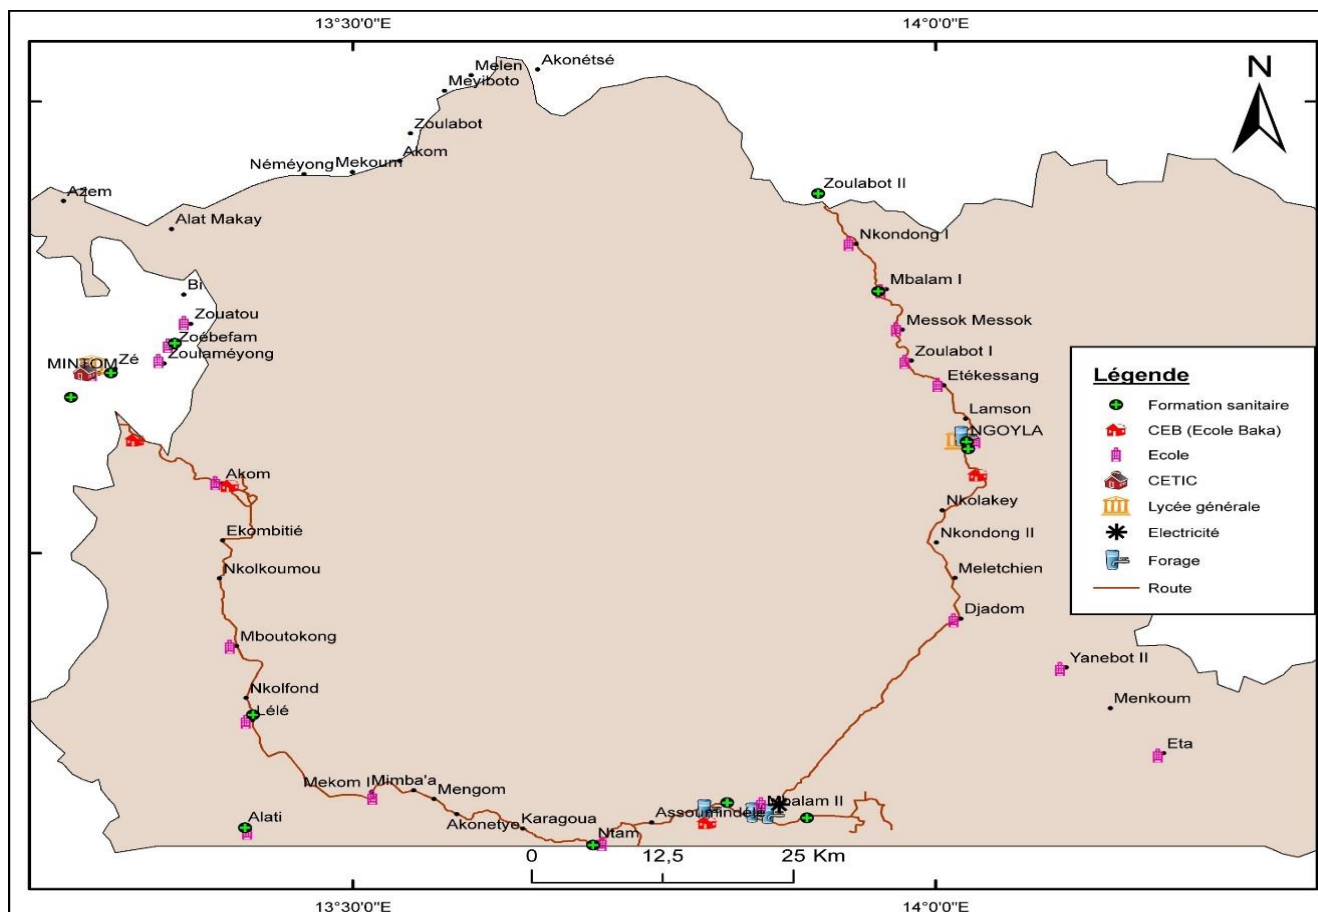 13°30'0"E
14°0'0"E
Akonétsé
Melen
Meyiboto
N
Zoulabot
Akom
Mekoum
Néméyong
Azem
Zoulabot II
Alat Makay
Nkondong I
Bi
Mbalam I
Zouatou
Messok Messok
Zoébefam
Zé
Zoulaméyong
MINTOM
Zoulabot I
Etékessang
Lamson
NGOYLA
Légende
Formation sanitaire
CEB (Ecole Baka)
Ecole
CETIC
Lycée générale
Electricité
Forage
Route
Akom
Nkolakey
Ekombitié
Nkondong II
Nkolkoumou
Meletchien
Djadom
Mboutokong
Yanebot II
Nkolfond
Menkoum
Lélé
Eta
Mekom I
Mimba'a
Mengom
Mbalam II
Assoumindélé
Akonetye
Karagoua
Alati
Ntam
0
12,5
25 Km
13°30'0"E
14°0'0"E